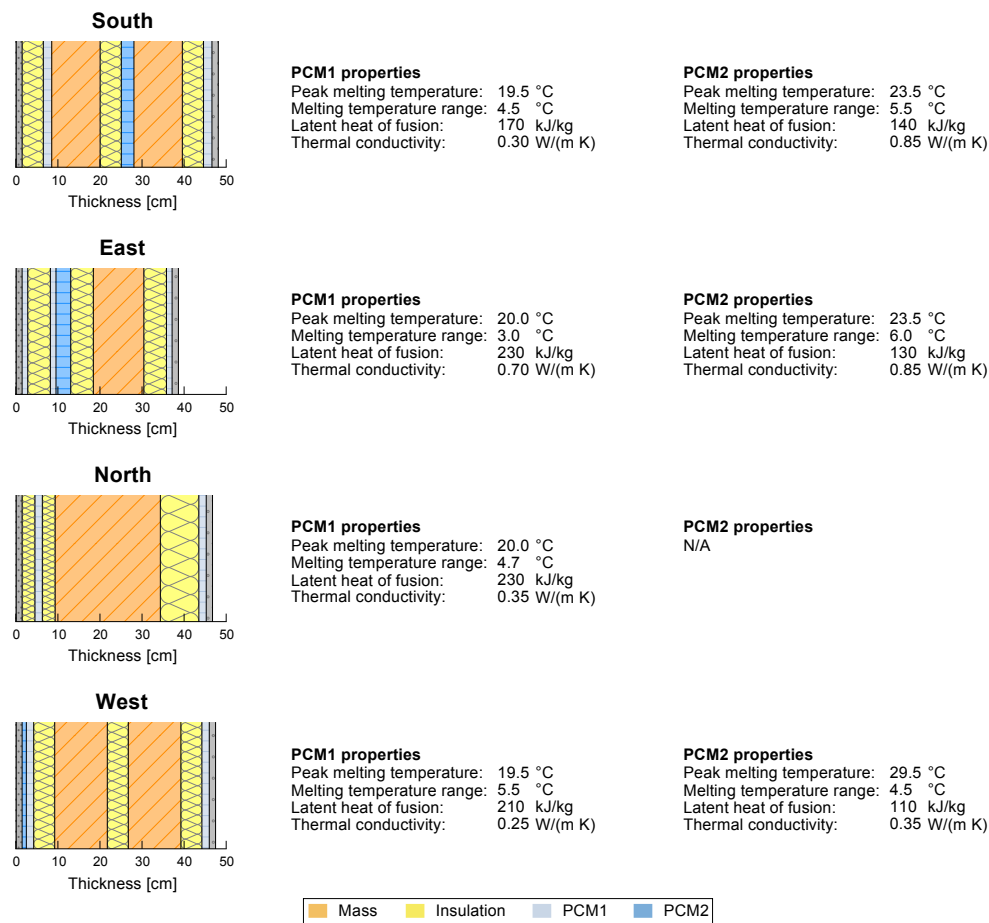 South
PCM1 properties
Peak melting temperature: 19.5 °C
Melting temperature range: 4.5 °C
Latent heat of fusion: 170 kJ/kg
Thermal conductivity: 0.30 W/(m K)
PCM2 properties
Peak melting temperature: 23.5 °C
Melting temperature range: 5.5 °C
Latent heat of fusion: 140 kJ/kg
Thermal conductivity: 0.85 W/(m K)
0 10 20 30 40 50
Thickness [cm]
East
PCM1 properties
Peak melting temperature: 20.0 °C
Melting temperature range: 3.0 °C
Latent heat of fusion: 230 kJ/kg
Thermal conductivity: 0.70 W/(m K)
PCM2 properties
Peak melting temperature: 23.5 °C
Melting temperature range: 6.0 °C
Latent heat of fusion: 130 kJ/kg
Thermal conductivity: 0.85 W/(m K)
0 10 20 30 40 50
Thickness [cm]
North
PCM1 properties
Peak melting temperature: 20.0 °C
Melting temperature range: 4.7 °C
Latent heat of fusion: 230 kJ/kg
Thermal conductivity: 0.35 W/(m K)
PCM2 properties
N/A
0 10 20 30 40 50
Thickness [cm]
West
PCM1 properties
Peak melting temperature: 19.5 °C
Melting temperature range: 5.5 °C
Latent heat of fusion: 210 kJ/kg
Thermal conductivity: 0.25 W/(m K)
PCM2 properties
Peak melting temperature: 29.5 °C
Melting temperature range: 4.5 °C
Latent heat of fusion: 110 kJ/kg
Thermal conductivity: 0.35 W/(m K)
0 10 20 30 40 50
Thickness [cm]
Mass Insulation PCM1 PCM2